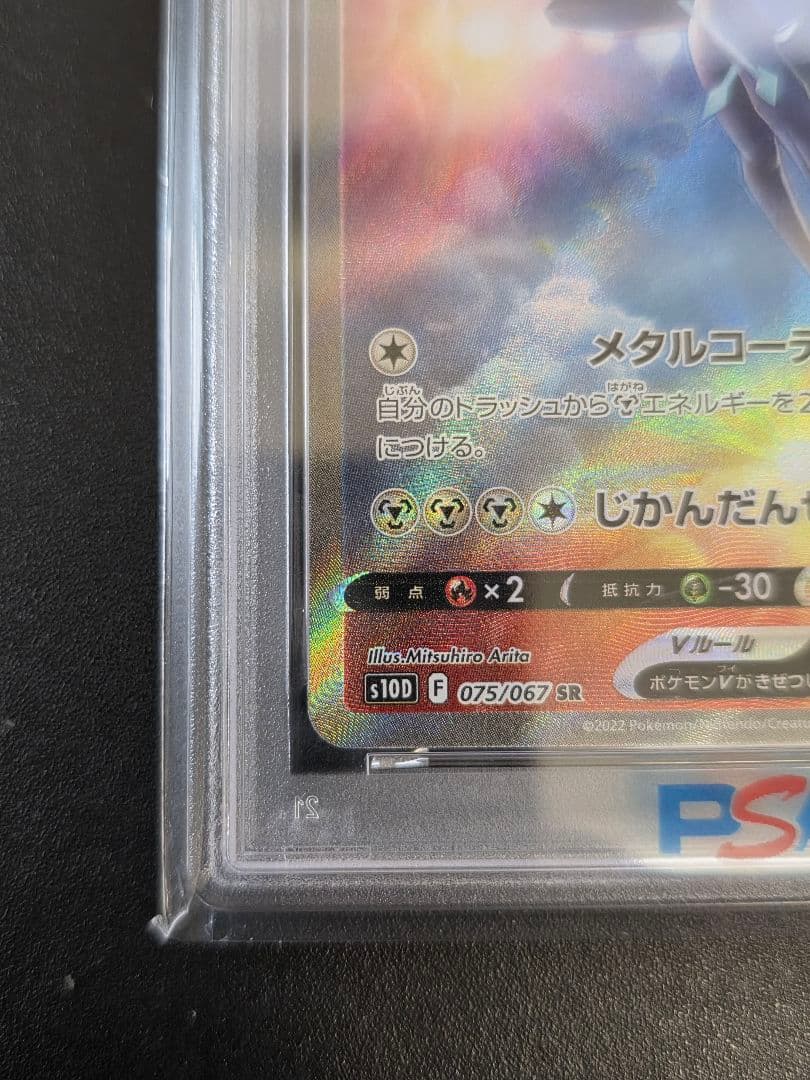 メタルコーテ
じぶん はがね
自分のトラッシュからエネルギーを2
につける。
じかんだん
弱点 ×2 抵抗力 -30
Illus.Mitsuhiro Arita
Vルール
s10D F 075/067 SR
ブイ
ポケモンVがきぜつし
©2022 Pokémon/Nintendo/Crea
21
PSA